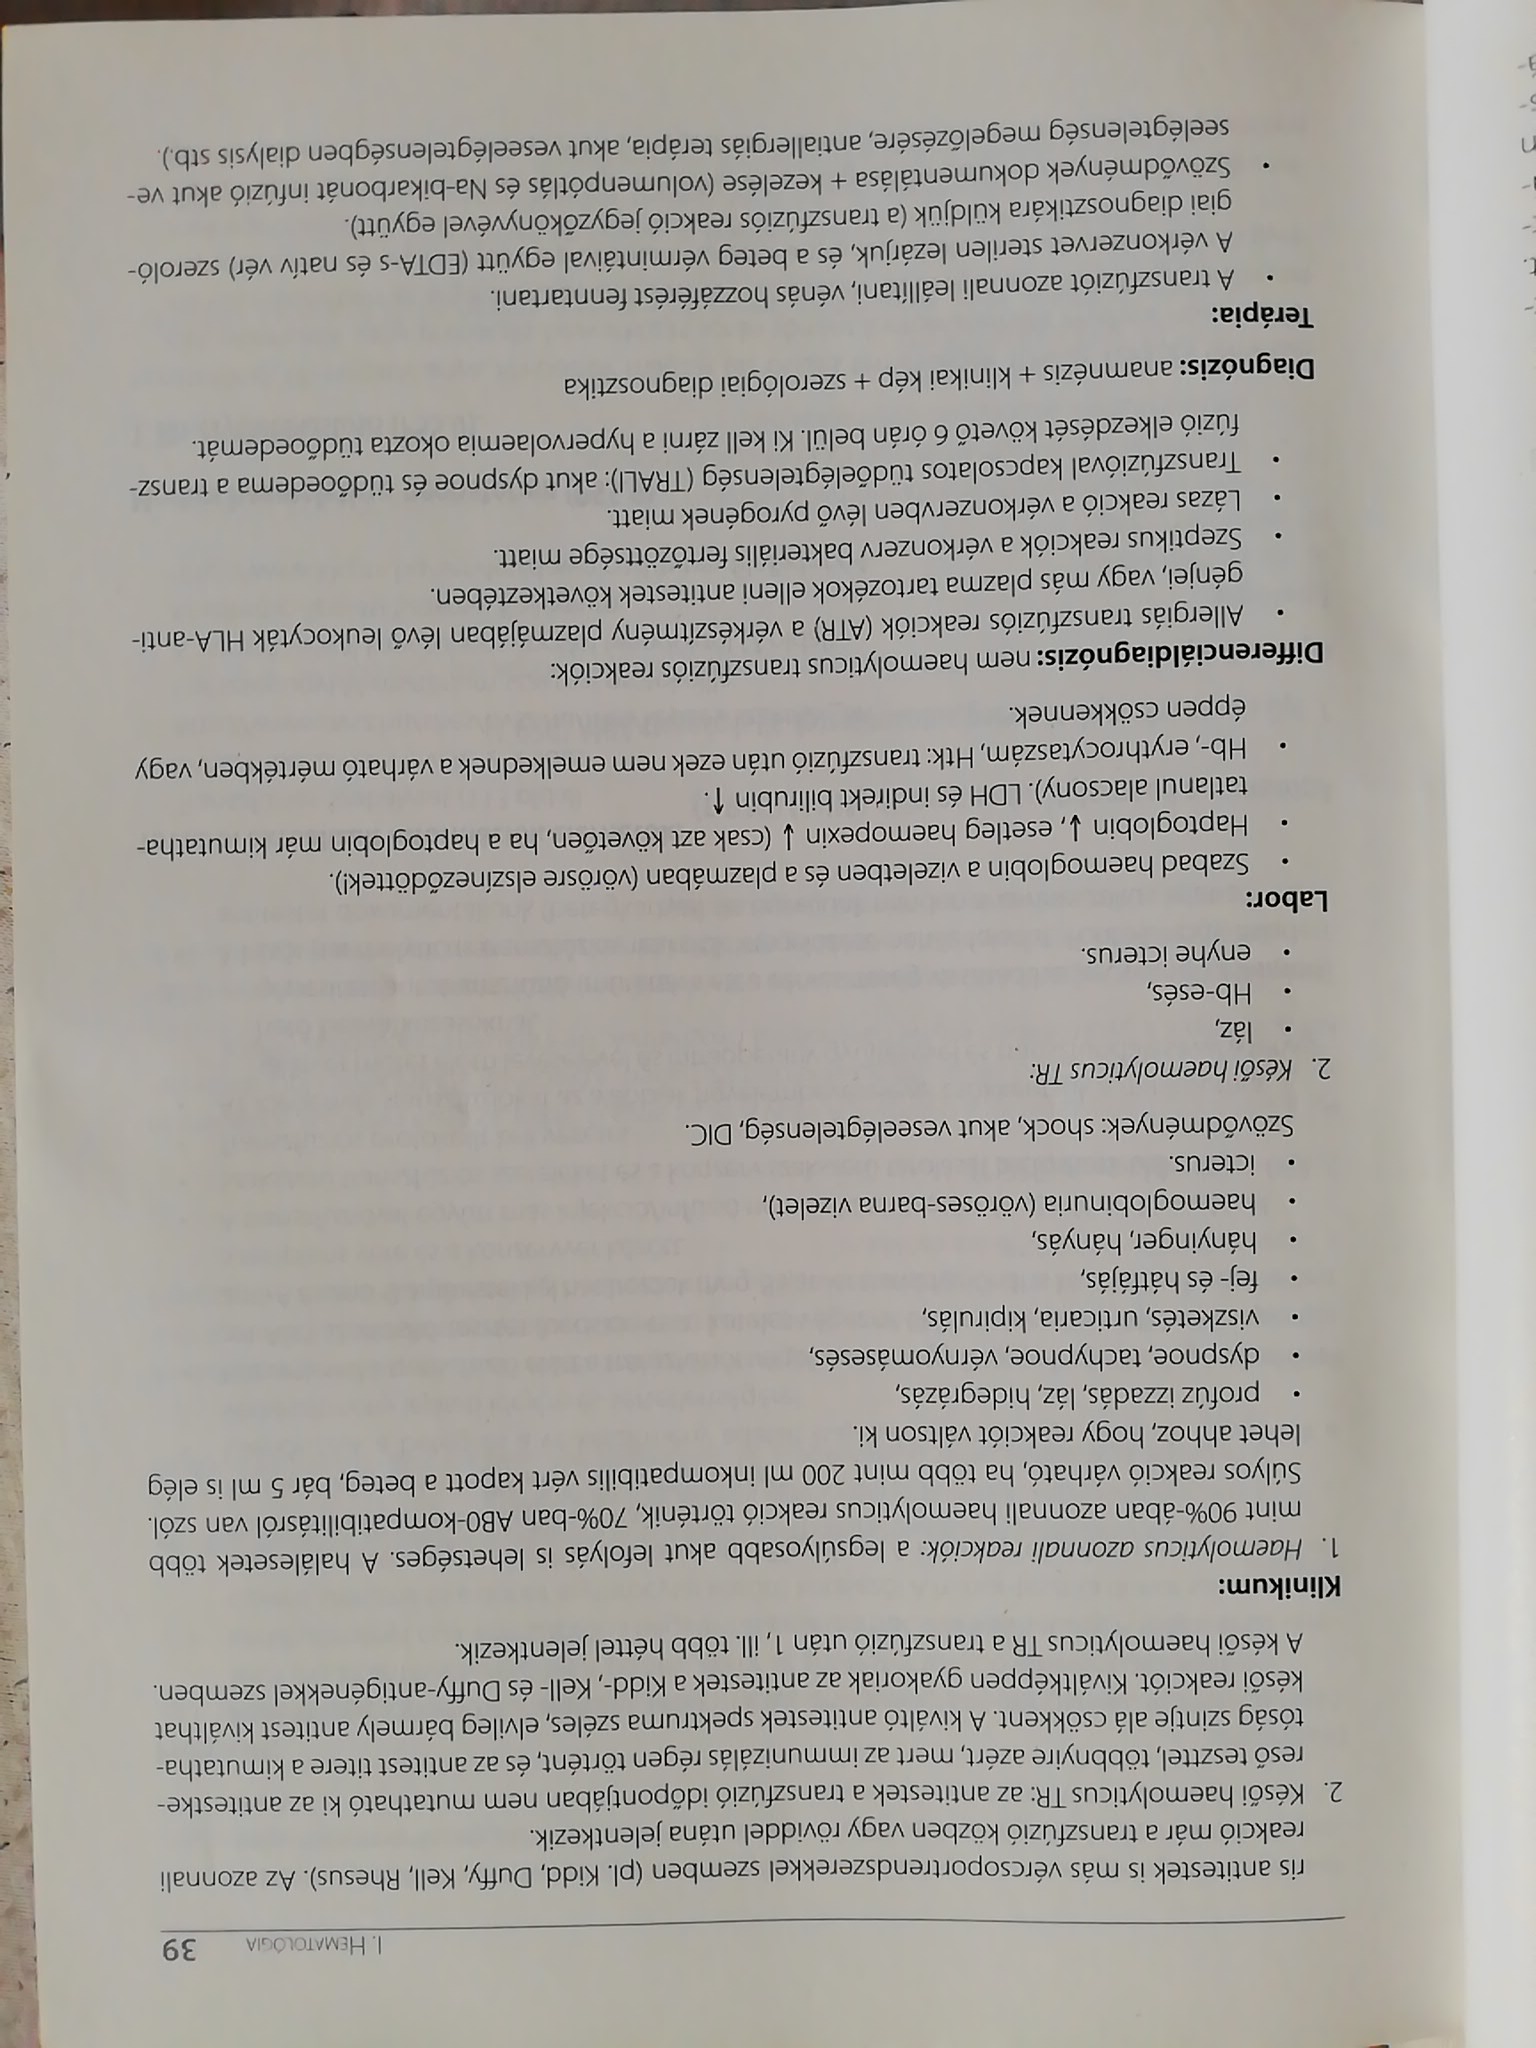 I. Hematológia 39
ris antitestek is más vércsoportrendszerekkel szemben (pl. Kidd, Duffy, Kell, Rhesus). Az azonnali
reakció már a transzfúzió közben vagy röviddel utána jelentkezik.
2. Késői haemolyticus TR: az antitestek a transzfúzió időpontjában nem mutatható ki az antitestke-
reső teszttel, többnyire azért, mert az immunizálás régen történt, és az antitest titere a kimutatha-
tóság szintje alá csökkent. A kiváltó antitestek spektruma széles, elvileg bármely antitest kiválthat
késői reakciót. Kiváltképpen gyakoriak az antitestek a Kidd-, Kell- és Duffy-antigénekkel szemben.
A késői haemolyticus TR a transzfúzió után 1, ill. több héttel jelentkezik.
Klinikum:
1. Haemolyticus azonnali reakciók: a legsúlyosabb akut lefolyás is lehetséges. A halálesetek több
mint 90%-ában azonnali haemolyticus reakció történik, 70%-ban AB0-kompatibilitásról van szól.
Súlyos reakció várható, ha több mint 200 ml inkompatibilis vért kapott a beteg, bár 5 ml is elég
lehet ahhoz, hogy reakciót váltson ki.
• profúz izzadás, láz, hidegrázás,
• dyspnoe, tachypnoe, vérnyomásesés,
• viszketés, urticaria, kipirulás,
• fej- és hátfájás,
• hányinger, hányás,
• haemoglobinuria (vöröses-barna vizelet),
• icterus.
Szövődmények: shock, akut veseelégtelenség, DIC.
2. Késői haemolyticus TR:
• láz,
• Hb-esés,
• enyhe icterus.
Labor:
• Szabad haemoglobin a vizeletben és a plazmában (vörösre elszíneződöttek!).
• Haptoglobin ↓, esetleg haemopexin ↓ (csak azt követően, ha a haptoglobin már kimutatha-
tatlanul alacsony). LDH és indirekt bilirubin ↑.
• Hb-, erythrocytaszám, Htk: transzfúzió után ezek nem emelkednek a várható mértékben, vagy
éppen csökkennek.
Differenciáldiagnózis: nem haemolyticus transzfúziós reakciók:
• Allergiás transzfúziós reakciók (ATR) a vérkészítmény plazmájában lévő leukocyták HLA-anti-
génjei, vagy más plazma tartozékok elleni antitestek következtében.
• Szeptikus reakciók a vérkonzerv bakteriális fertőzöttsége miatt.
• Lázas reakció a vérkonzervben lévő pyrogének miatt.
• Transzfúzióval kapcsolatos tüdőelégtelenség (TRALI): akut dyspnoe és tüdőoedema a transz-
fúzió elkezdését követő 6 órán belül. Ki kell zárni a hypervolaemia okozta tüdőoedemát.
Diagnózis: anamnézis + klinikai kép + szerológiai diagnosztika
Terápia:
• A transzfúziót azonnali leállítani, vénás hozzáférést fenntartani.
A vérkonzervet sterilen lezárjuk, és a beteg vérmintáival együtt (EDTA-s és natív vér) szeroló-
giai diagnosztikára küldjük (a transzfúziós reakció jegyzőkönyvével együtt).
• Szövődmények dokumentálása + kezelése (volumenpótlás és Na-bikarbonát infúzió akut ve-
seelégtelenség megelőzésére, antiallergiás terápia, akut veseelégtelenségben dialysis stb.).